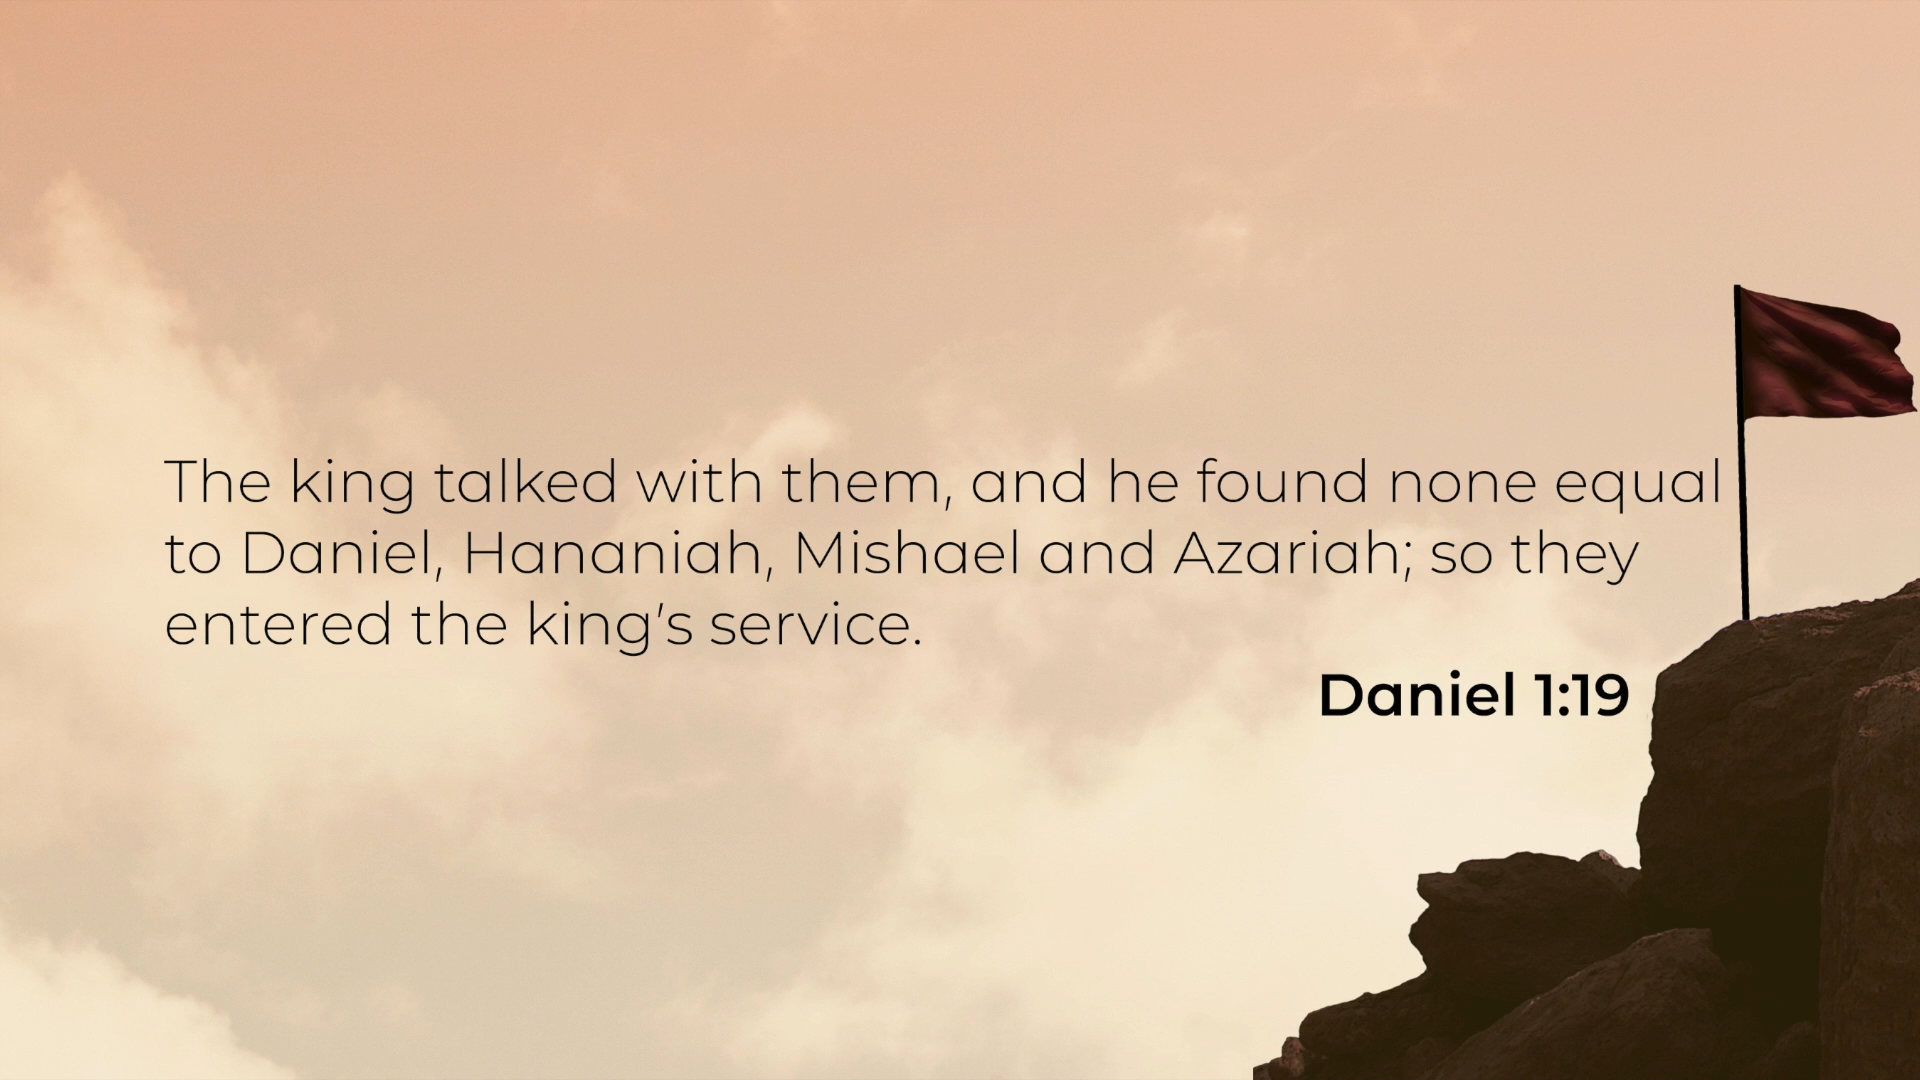 The king talked with them, and he found none equal
to Daniel, Hananiah, Mishael and Azariah; so they
entered the king’s service.
Daniel 1:19